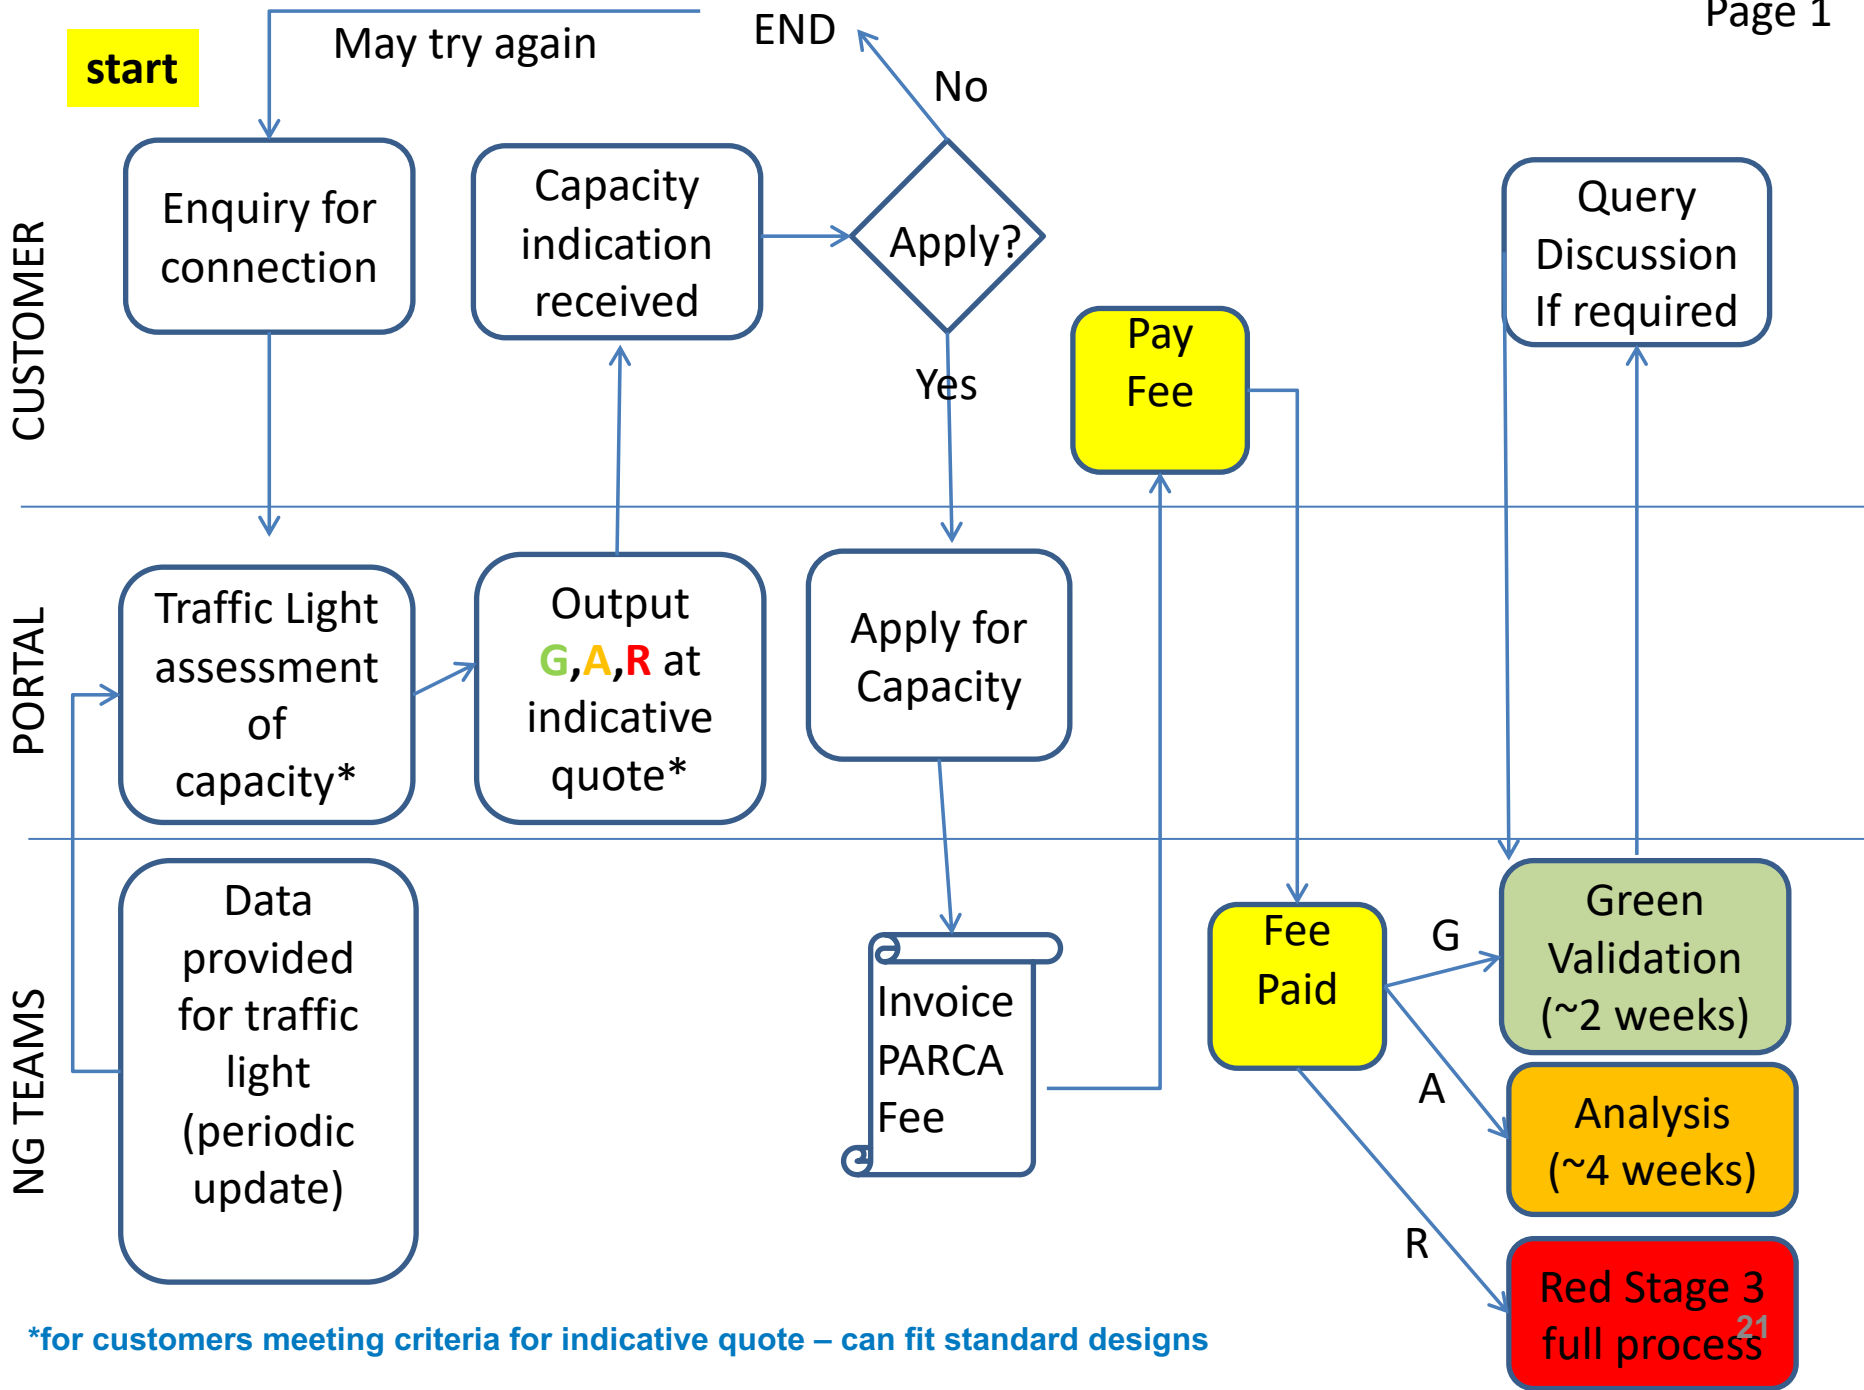 Page 1
start
May try again
END
No
CUSTOMER
Enquiry for
connection
Capacity
indication
received
Apply?
Yes
Pay
Fee
Query
Discussion
If required
PORTAL
Traffic Light
assessment
of
capacity*
Output
G,A,R at
indicative
quote*
Apply for
Capacity
NG TEAMS
Data
provided
for traffic
light
(periodic
update)
Invoice
PARCA
Fee
Fee
Paid
G
A
R
Green
Validation
(~2 weeks)
Analysis
(~4 weeks)
Red Stage 3
full process
21
*for customers meeting criteria for indicative quote – can fit standard designs